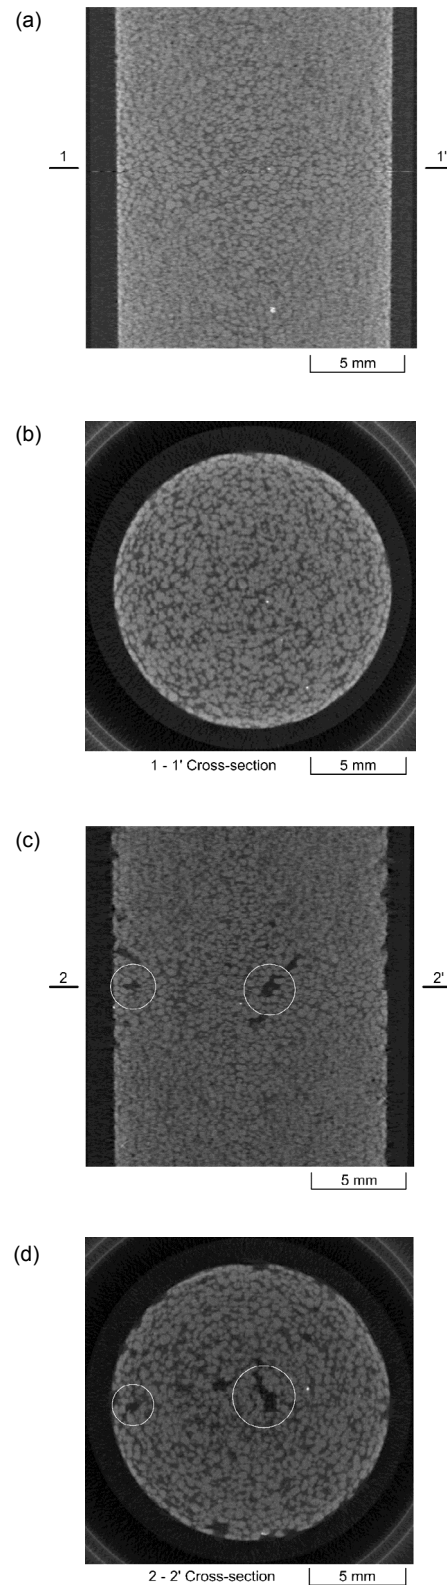 (a)
1 1'
5 mm
(b)
1 - 1' Cross-section 5 mm
(c)
2 2'
5 mm
(d)
2 - 2' Cross-section 5 mm